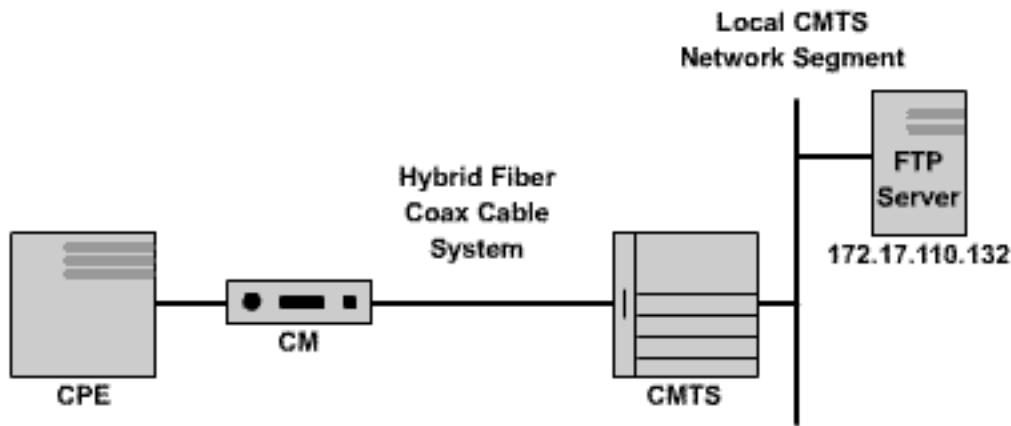 Local CMTS
Network Segment
FTP
Server
172.17.110.132
Hybrid Fiber
Coax Cable
System
CPE
CM
CMTS